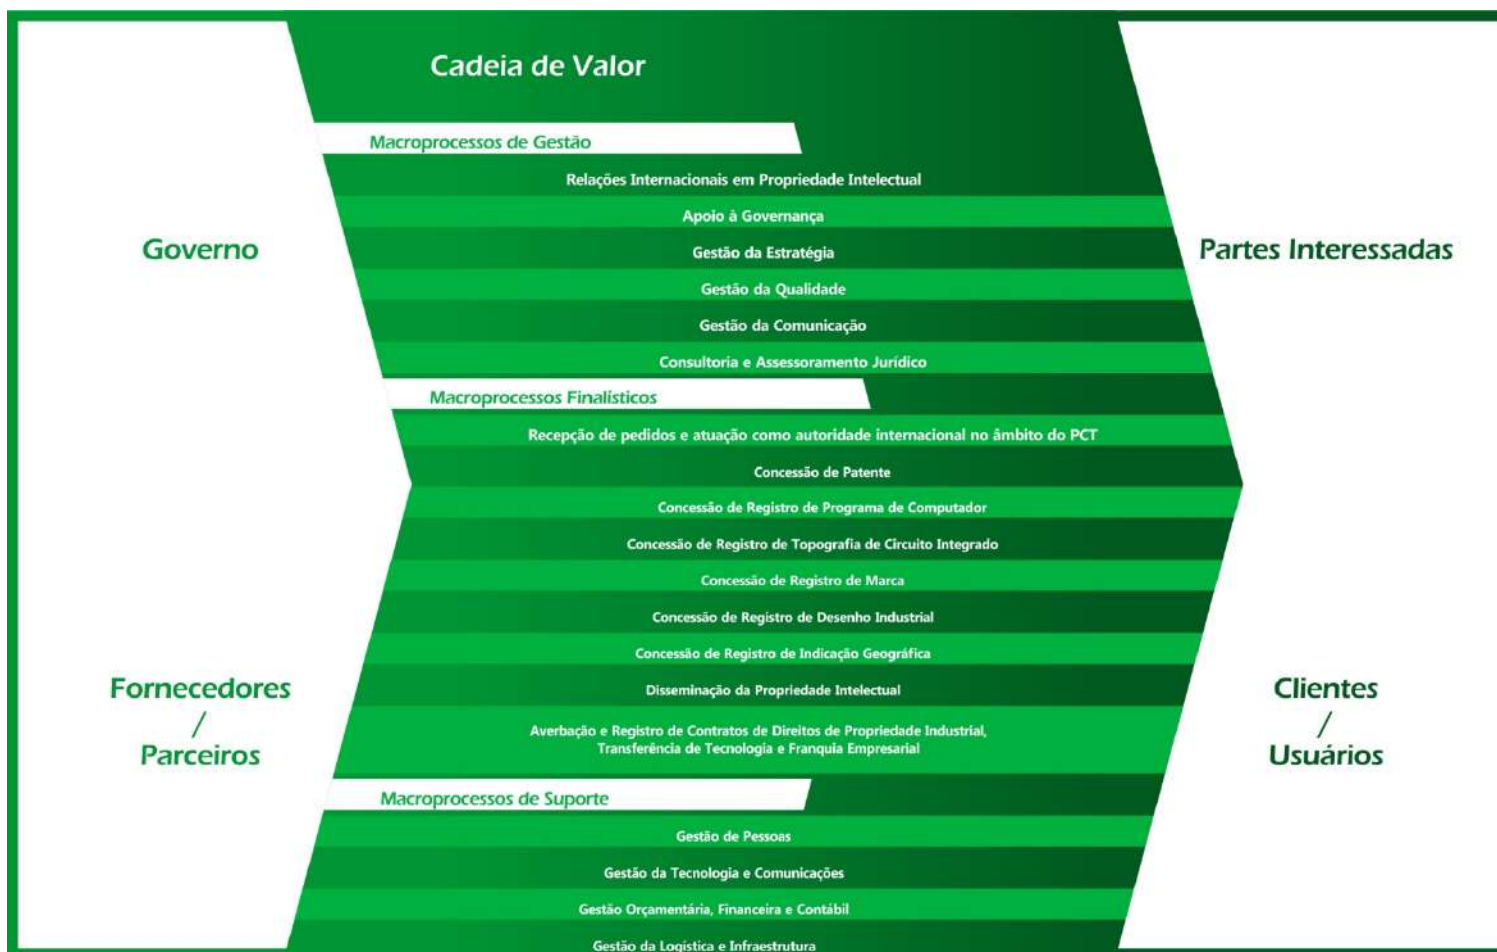 Cadeia de Valor
Macroprocessos de Gestão
Relações Internacionais em Propriedade Intelectual
Apoio à Governança
Governo
Gestão da Estratégia
Partes Interessadas
Gestão da Qualidade
Gestão da Comunicação
Consultoria e Assessoramento Jurídico
Macroprocessos Finalísticos
Recepção de pedidos e atuação como autoridade internacional no âmbito do PCT
Concessão de Patente
Concessão de Registro de Programa de Computador
Concessão de Registro de Topografia de Circuito Integrado
Concessão de Registro de Marca
Concessão de Registro de Desenho Industrial
Concessão de Registro de Indicação Geográfica
Disseminação da Propriedade Intelectual
Fornecedores
/
Parceiros
Averbação e Registro de Contratos de Direitos de Propriedade Industrial,
Transferência de Tecnologia e Franquia Empresarial
Clientes
/
Usuários
Macroprocessos de Suporte
Gestão de Pessoas
Gestão da Tecnologia e Comunicações
Gestão Orçamentária, Financeira e Contábil
Gestão da Logística e Infraestrutura